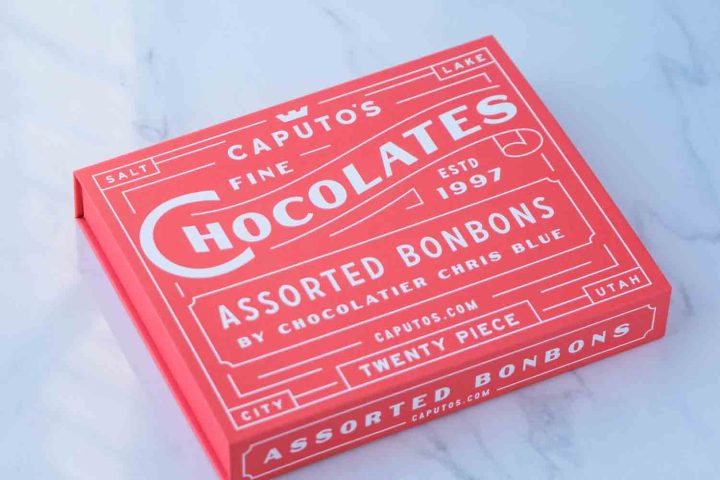 SALT
LAKE
CAPUTO'S
FINE
CHOCOLATES
ESTD
1997
ASSORTED BONBONS
BY CHOCOLATIER CHRIS BLUE
CAPUTOS.COM
TWENTY PIECE
CITY
UTAH
ASSORTED BONBONS
CAPUTOS.COM